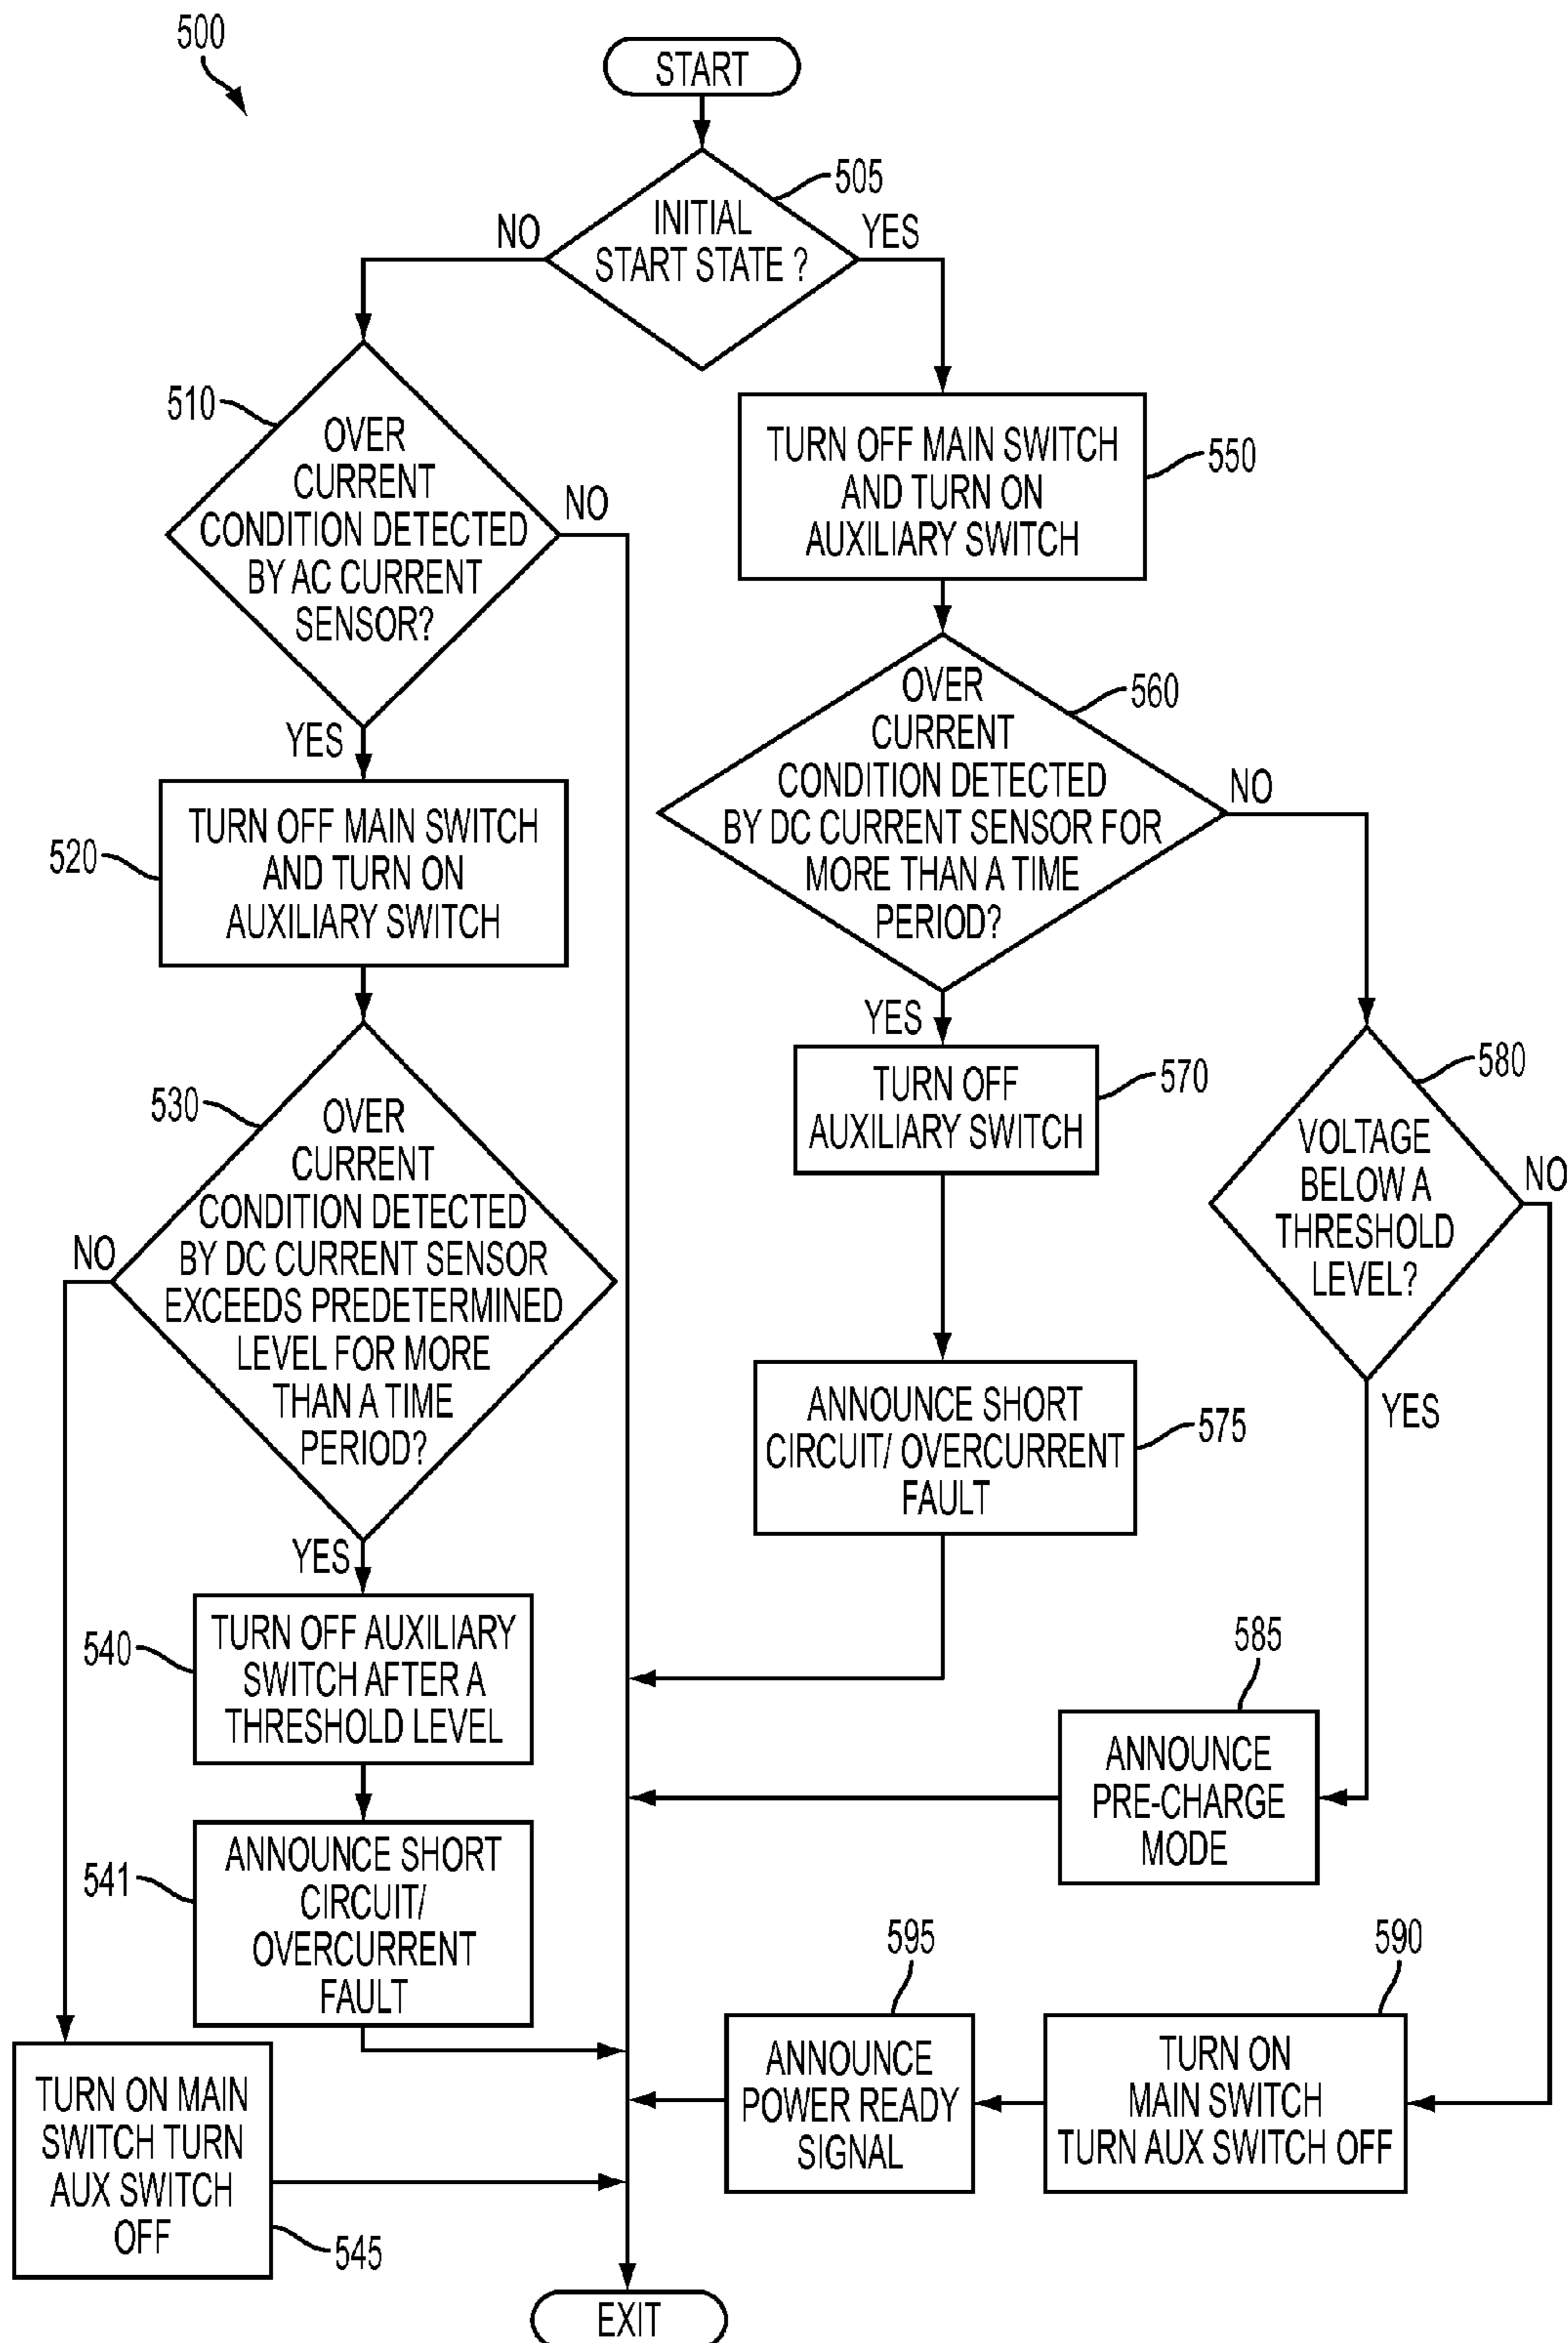 500
START
505
INITIAL
START STATE ?
NO
YES
510
OVER
CURRENT
CONDITION DETECTED
BY AC CURRENT
SENSOR?
NO
YES
550
TURN OFF MAIN SWITCH
AND TURN ON
AUXILIARY SWITCH
520
TURN OFF MAIN SWITCH
AND TURN ON
AUXILIARY SWITCH
560
OVER
CURRENT
CONDITION DETECTED
BY DC CURRENT SENSOR FOR
MORE THAN A TIME
PERIOD?
NO
YES
530
OVER
CURRENT
CONDITION DETECTED
BY DC CURRENT SENSOR
EXCEEDS PREDETERMINED
LEVEL FOR MORE
THAN A TIME
PERIOD?
NO
YES
570
TURN OFF
AUXILIARY SWITCH
580
VOLTAGE
BELOW A
THRESHOLD
LEVEL?
NO
YES
575
ANNOUNCE SHORT
CIRCUIT/ OVERCURRENT
FAULT
540
TURN OFF AUXILIARY
SWITCH AFTER A
THRESHOLD LEVEL
585
ANNOUNCE
PRE-CHARGE
MODE
541
ANNOUNCE SHORT
CIRCUIT/
OVERCURRENT
FAULT
595
ANNOUNCE
POWER READY
SIGNAL
590
TURN ON
MAIN SWITCH
TURN AUX SWITCH OFF
TURN ON MAIN
SWITCH TURN
AUX SWITCH
OFF
545
EXIT